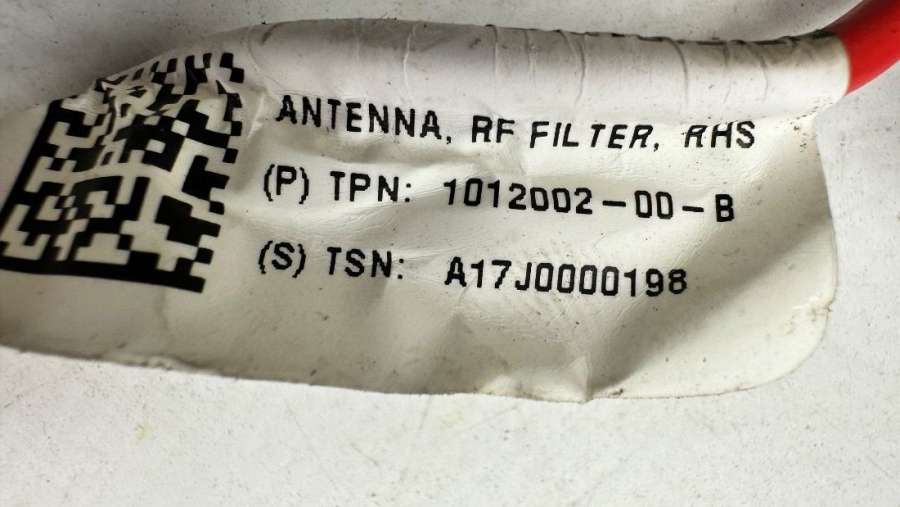 ANTENNA, RF FILTER, RHS
(P) TPN: 1012002-00-B
(S) TSN: A17J0000198